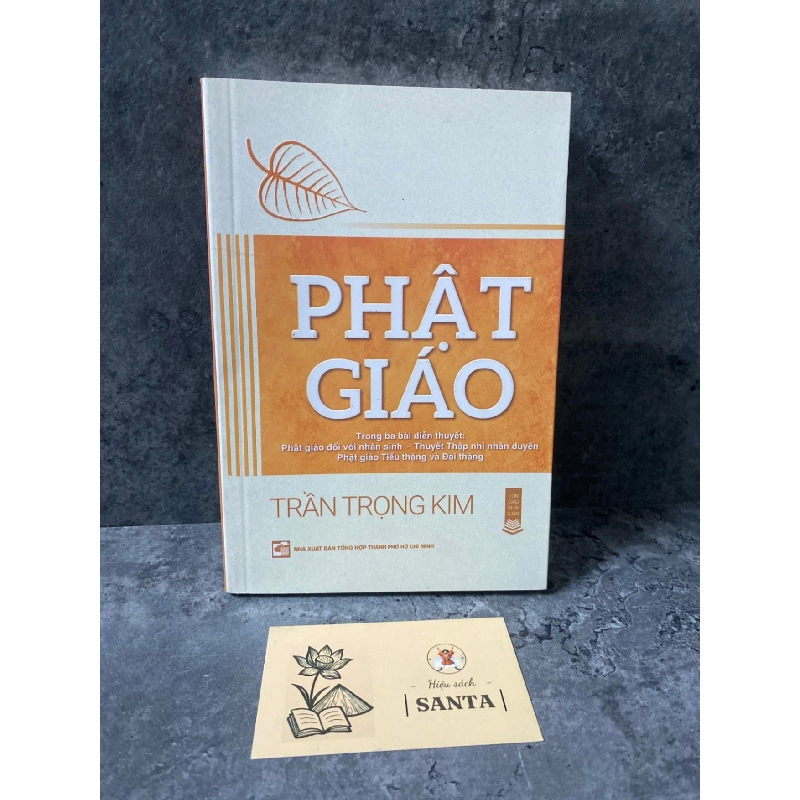 PHẬT
GIÁO
Trong ba bài diễn thuyết:
Phật giáo đối với nhân sinh - Thuyết Thập nhị nhân duyên
Phật giáo Tiểu thặng và Đại thặng
TRẦN TRỌNG KIM
NHÀ XUẤT BẢN TỔNG HỢP THÀNH PHỐ HỒ CHÍ MINH
- Hiệu sách -
| SANTA |